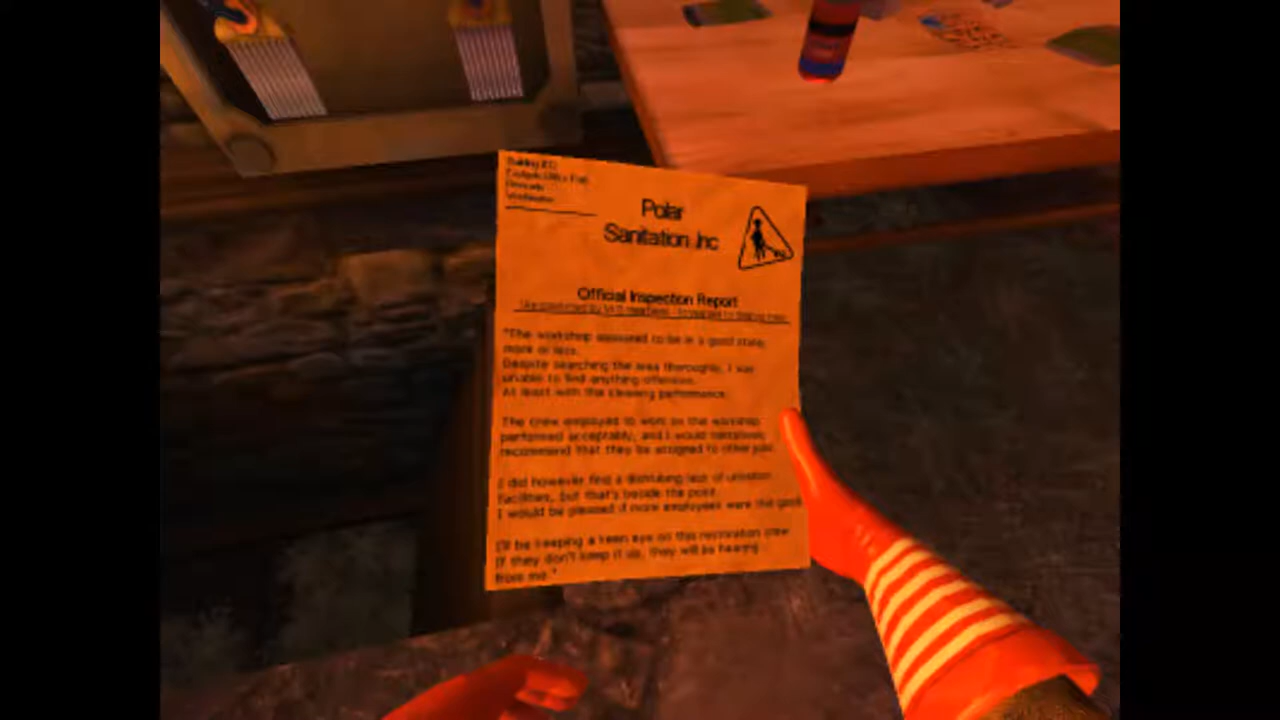 Building
Polar
Sanitation Inc
Official Inspection Report
"The workshop appeared to be in a good state,
more or less.
Despite searching the area thoroughly, I was
unable to find anything offensive.
At least with the cleaning performance.
The crew employed to work on the workshop
performed acceptably, and I would
recommend that they be assigned to other jobs.
I did however find a disturbing lack of urination
facilities, but that's beside the point.
I would be pleased if more employees were this good.
I'll be keeping a keen eye on this recreation crew.
If they don't keep it up, they will be hearing
from me."